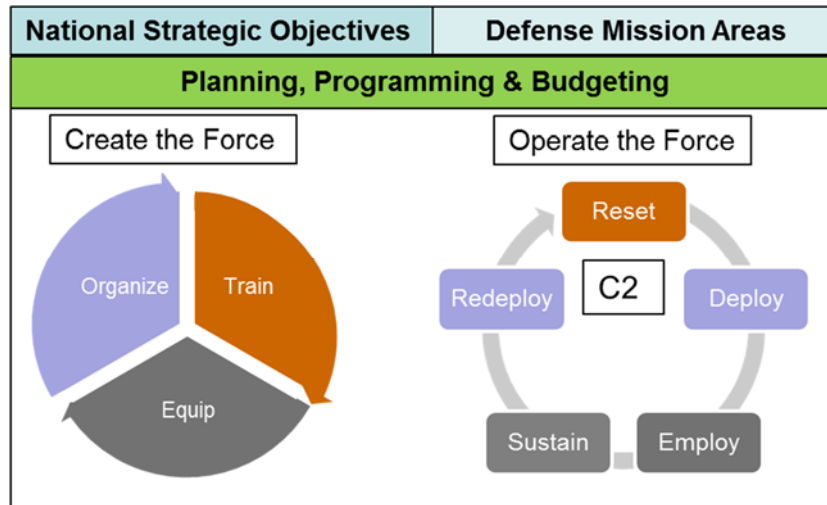 National Strategic Objectives
Defense Mission Areas
Planning, Programming & Budgeting
Create the Force
Operate the Force
Organize
Train
Equip
Reset
Redeploy
C2
Deploy
Sustain
Employ